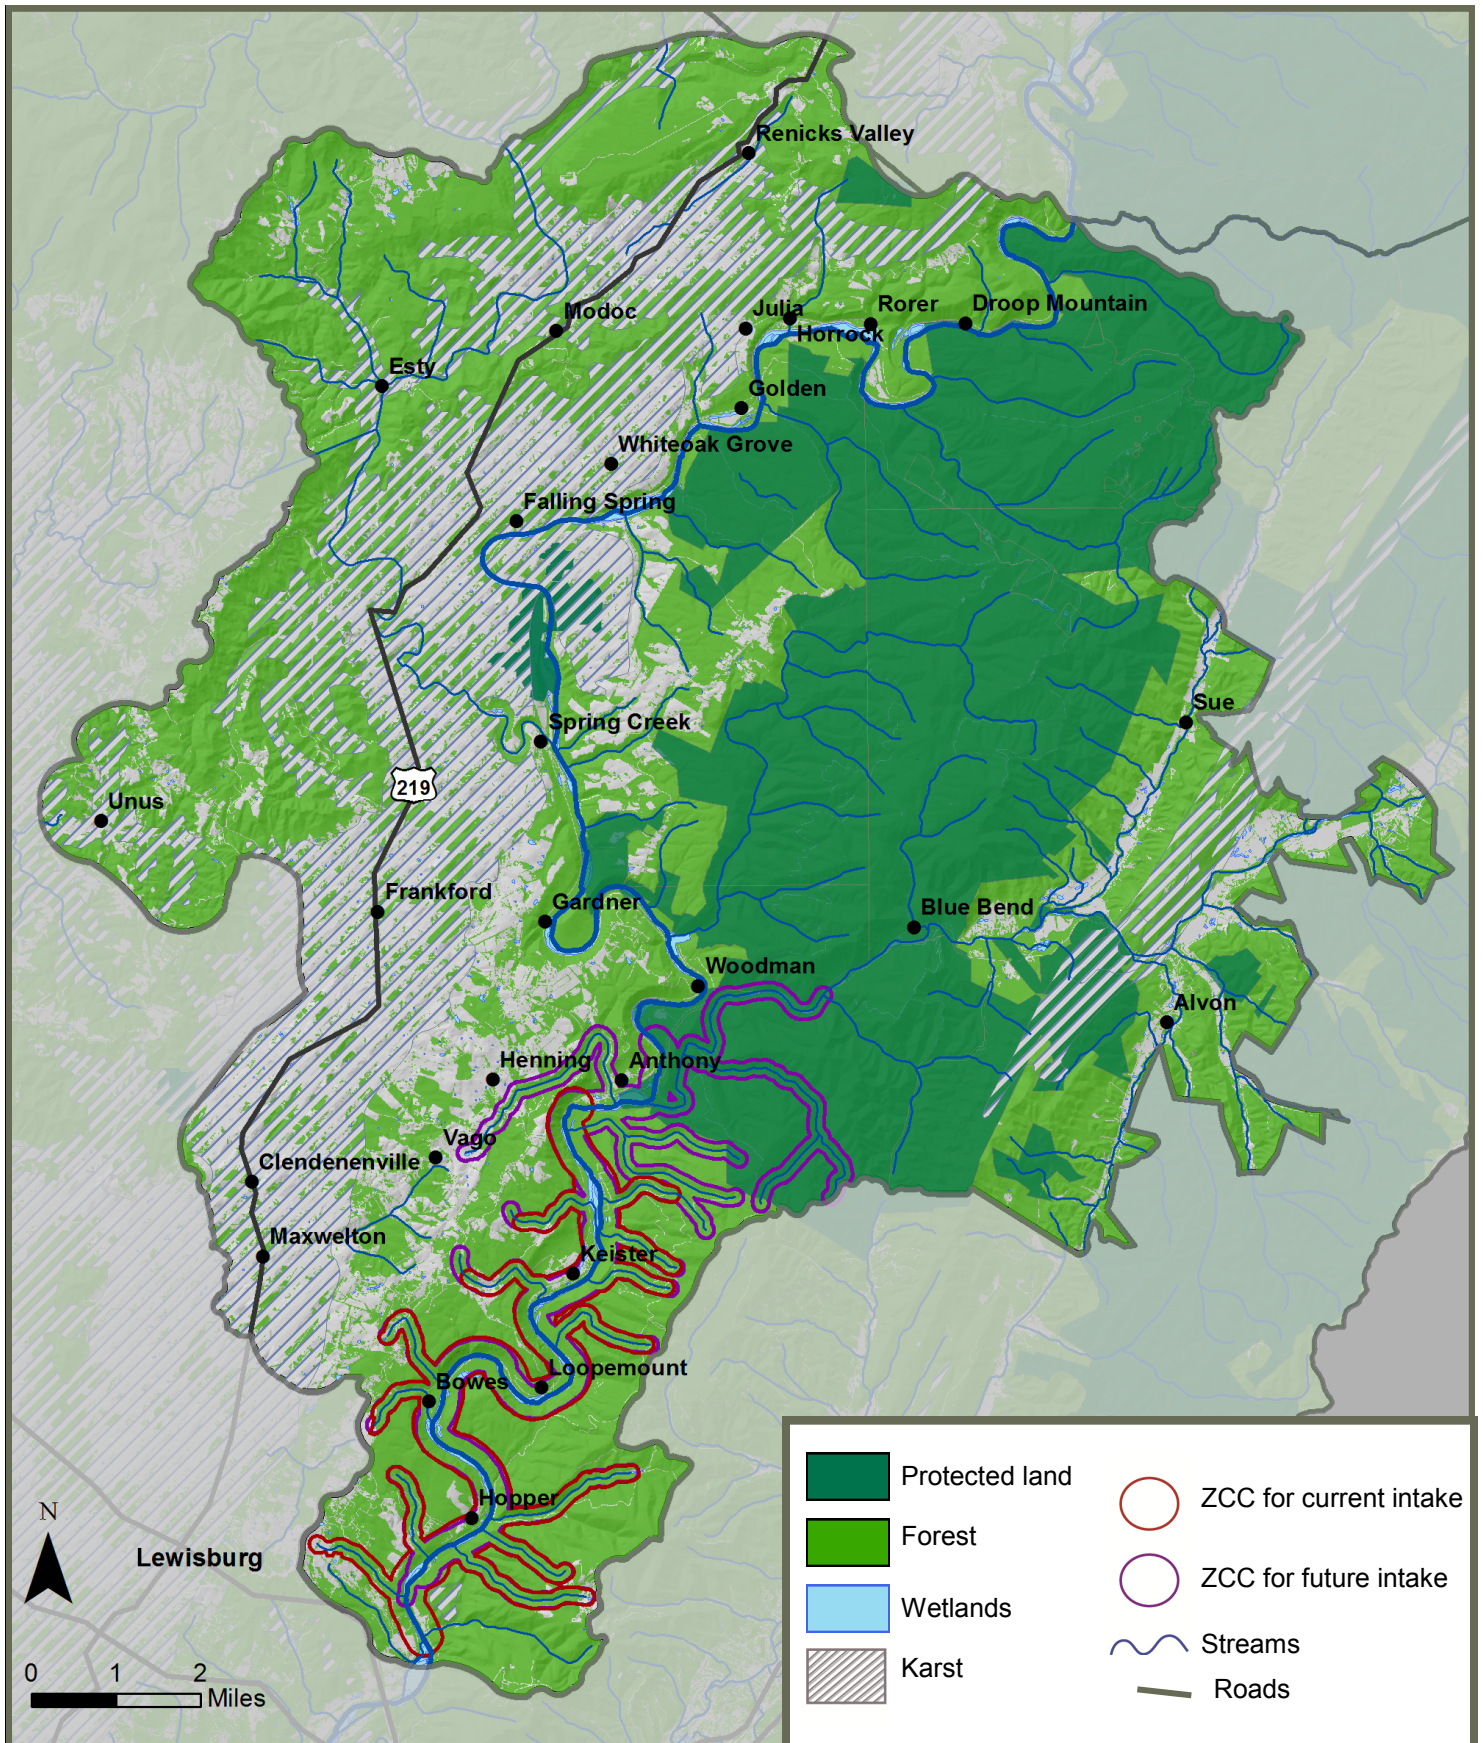 Renicks Valley
Julia
Rorer
Droop Mountain
Modoc
Horrock
Esty
Golden
Whiteoak Grove
Falling Spring
Sue
Spring Creek
219
Unus
Frankford
Gardner
Blue Bend
Woodman
Alvon
Henning
Anthony
Vago
Clendenenville
Maxwelton
Keister
Loopemount
Bowes
Hopper
N
Lewisburg
0 1 2
Miles
Protected land
Forest
Wetlands
Karst
ZCC for current intake
ZCC for future intake
Streams
Roads